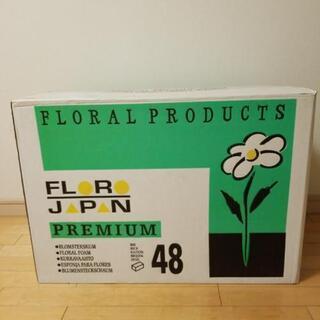 FLORAL PRODUCTS
FLORO
JAPAN
PREMIUM
•BLOMSTERSKUM
•FLORAL FOAM
•KUKKAVAAHTO
•ESPONJA PARA FLORES
•BLUMENSTECKSCHAUM
48